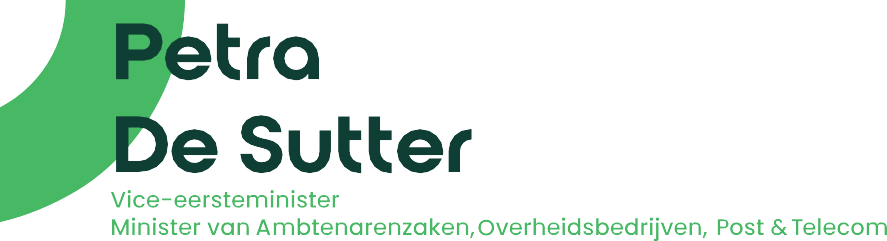 Petra
De Sutter
Vice-eersteminister
Minister van Ambtenarenzaken, Overheidsbedrijven, Post & Telecom